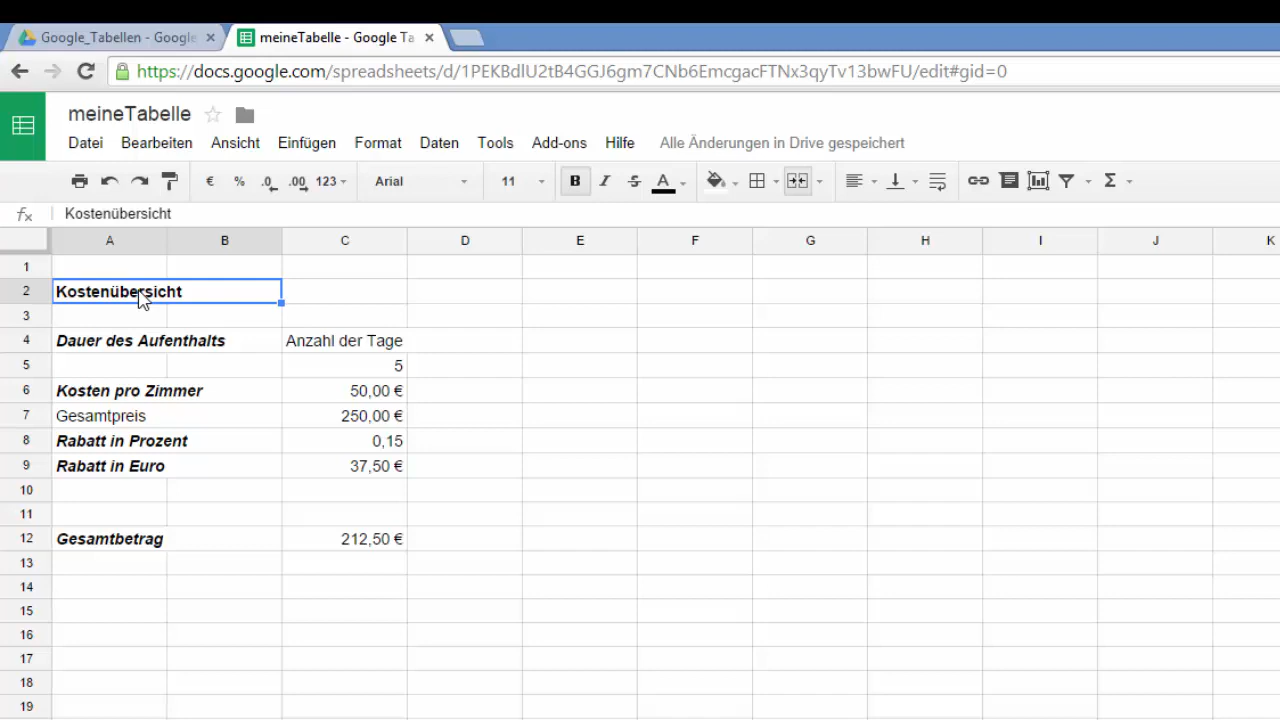 Google_Tabellen - Google × meineTabelle - Google Ta ×
https://docs.google.com/spreadsheets/d/1PEKBdlU2tB4GGJ6gm7CNb6EmcgacFTNx3qyTv13bwFU/edit#gid=0
meineTabelle
Datei Bearbeiten Ansicht Einfügen Format Daten Tools Add-ons Hilfe Alle Änderungen in Drive gespeichert
€ % .0 .00 123 Arial 11 B I S A Σ
fx Kostenübersicht
A B C D E F G H I J K
1
2 Kostenübersicht
3
4 Dauer des Aufenthalts Anzahl der Tage
5 5
6 Kosten pro Zimmer 50,00 €
7 Gesamtpreis 250,00 €
8 Rabatt in Prozent 0,15
9 Rabatt in Euro 37,50 €
10
11
12 Gesamtbetrag 212,50 €
13
14
15
16
17
18
19